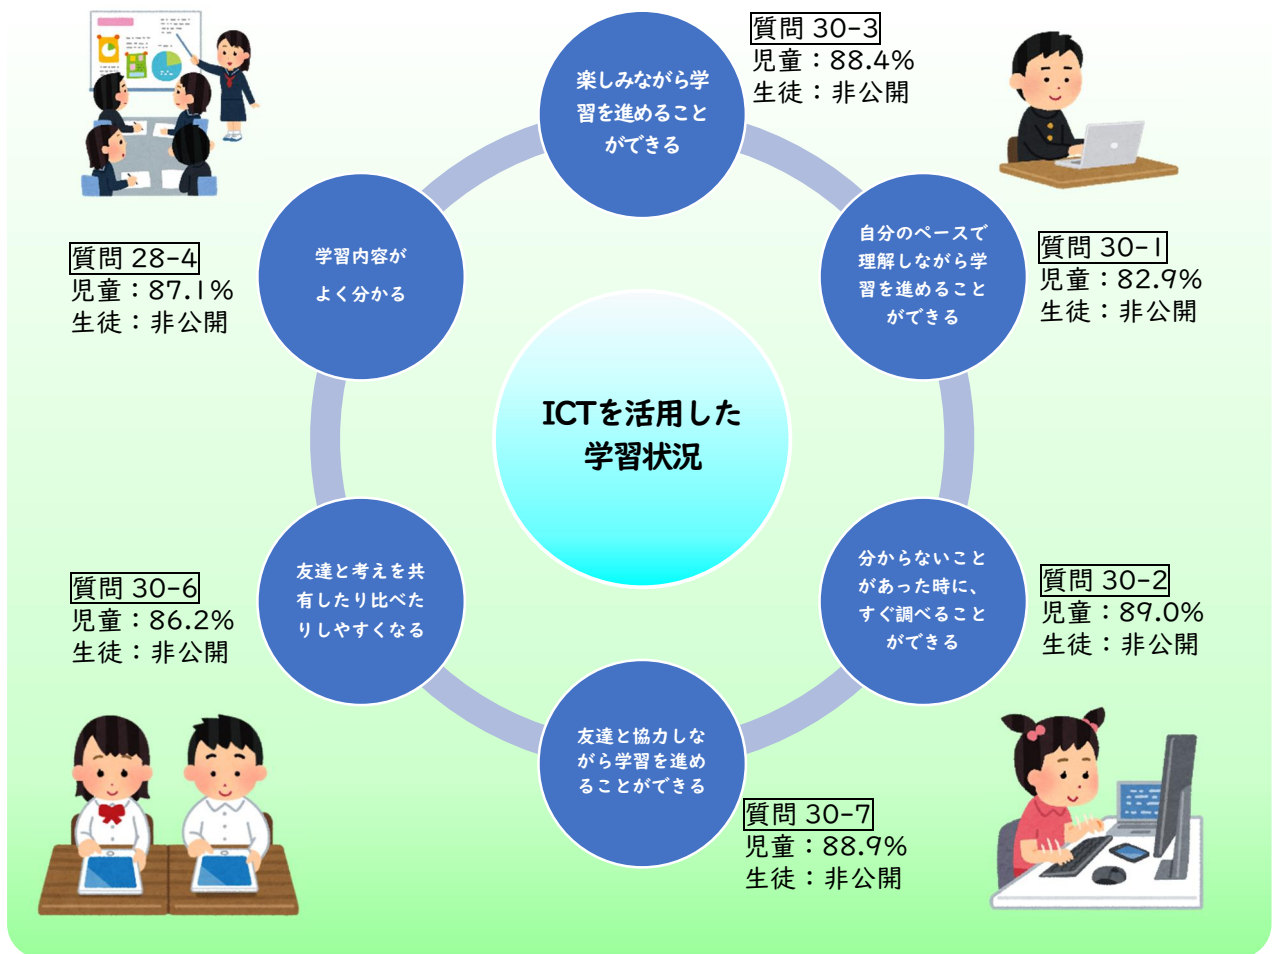 楽しみながら学
習を進めること
ができる
質問 30-3
児童：88.4%
生徒：非公開
自分のペースで
理解しながら学
習を進めること
ができる
質問 30-1
児童：82.9%
生徒：非公開
分からないこと
があった時に、
すぐ調べること
ができる
質問 30-2
児童：89.0%
生徒：非公開
友達と協力しな
がら学習を進め
ることができる
質問 30-7
児童：88.9%
生徒：非公開
友達と考えを共
有したり比べた
りしやすくなる
質問 30-6
児童：86.2%
生徒：非公開
学習内容が
よく分かる
質問 28-4
児童：87.1%
生徒：非公開
ICTを活用した
学習状況